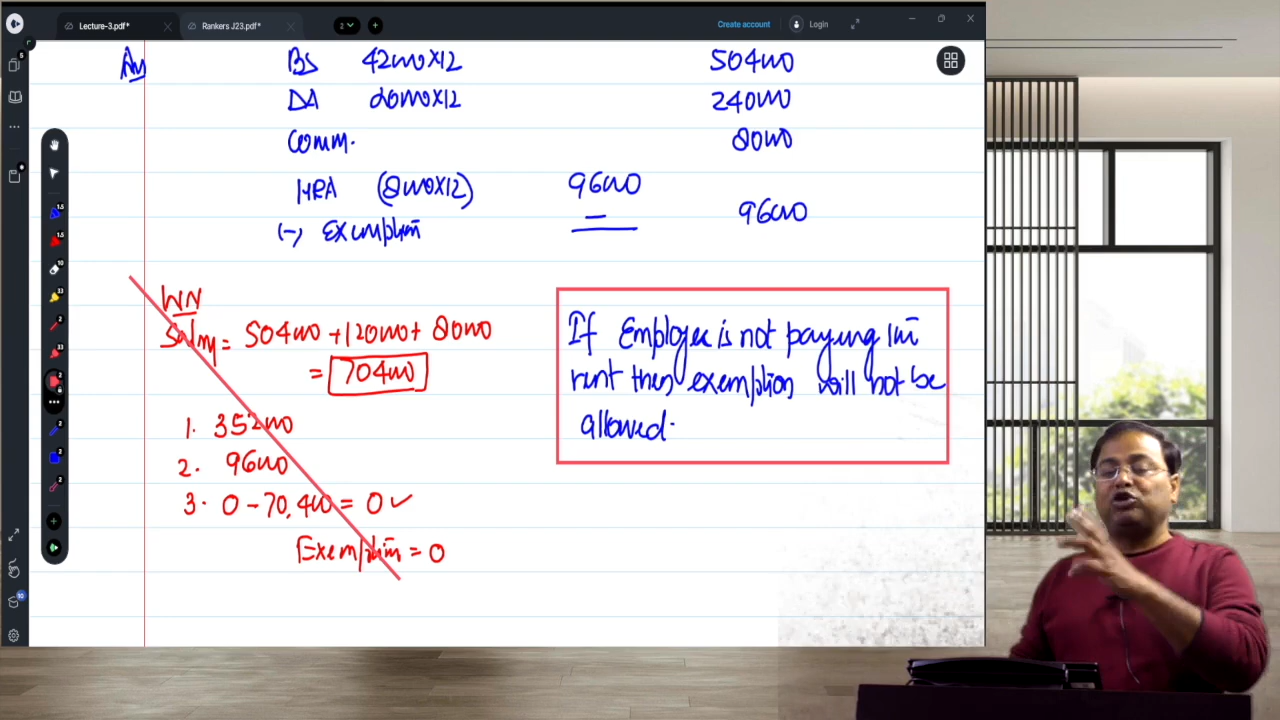 Lecture-3.pdf*
Rankers J23.pdf*
2
Create account
Login
Ans
BS 42000×12 504000
DA 20000×12 240000
Comm. 80000
HRA (8000×12) 96000
(-) Exemption — 96000
WN
Salary = 504000 + 120000 + 80000
= 704000
1. 352000
2. 96000
3. 0 - 70,400 = 0 ✓
Exemption = 0
If Employee is not paying
rent then exemption will not be
allowed.